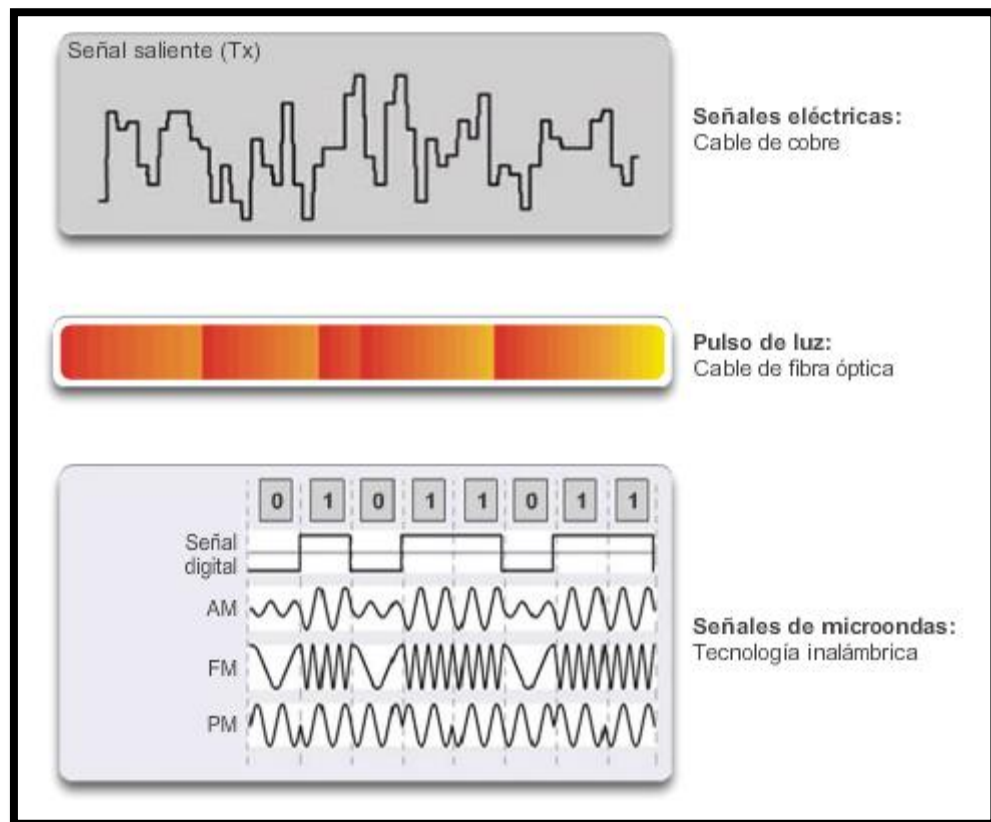 Señal saliente (Tx)
Señales eléctricas:
Cable de cobre
Pulso de luz:
Cable de fibra óptica
0 1 0 1 1 0 1 1
Señal
digital
AM
FM
PM
Señales de microondas:
Tecnología inalámbrica